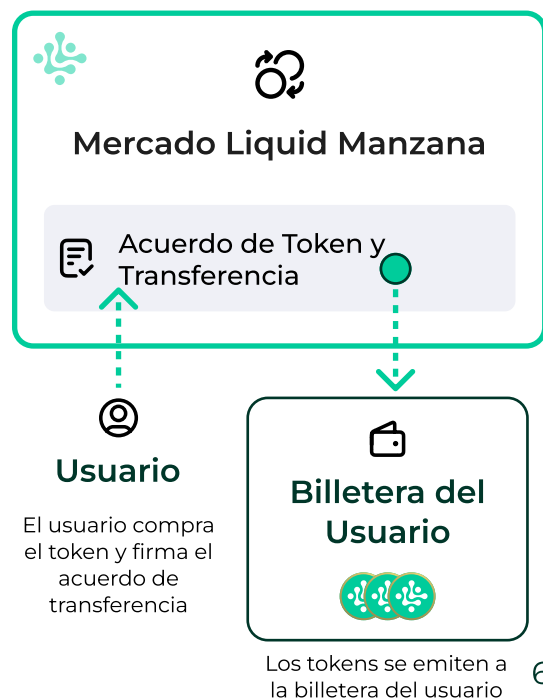 Mercado Liquid Manzana
Acuerdo de Token y
Transferencia
Usuario
El usuario compra
el token y firma el
acuerdo de
transferencia
Billetera del
Usuario
Los tokens se emiten a
la billetera del usuario
6